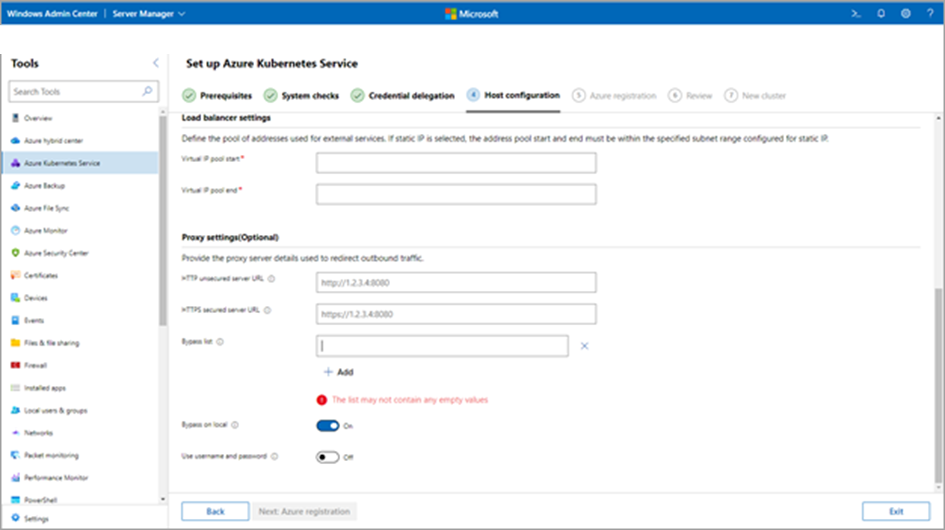 Windows Admin Center | Server Manager
Microsoft
>_
?
Tools
Set up Azure Kubernetes Service
Search Tools
Prerequisites
System checks
Credential delegation
4 Host configuration
5 Azure registration
6 Review
7 New cluster
Overview
Azure hybrid center
Azure Kubernetes Service
Azure Backup
Azure File Sync
Azure Monitor
Azure Security Center
Certificates
Devices
Events
Files & file sharing
Firewall
Installed apps
Local users & groups
Networks
Packet monitoring
Performance Monitor
PowerShell
Settings
Load balancer settings
Define the pool of addresses used for external services. If static IP is selected, the address pool start and end must be within the specified subnet range configured for static IP.
Virtual IP pool start*
Virtual IP pool end*
Proxy settings(Optional)
Provide the proxy server details used to redirect outbound traffic.
HTTP unsecured server URL
http://1.2.3.4:8080
HTTPS secured server URL
https://1.2.3.4:8080
Bypass list
+ Add
The list may not contain any empty values
Bypass on local
On
Use username and password
Off
Back
Next: Azure registration
Exit